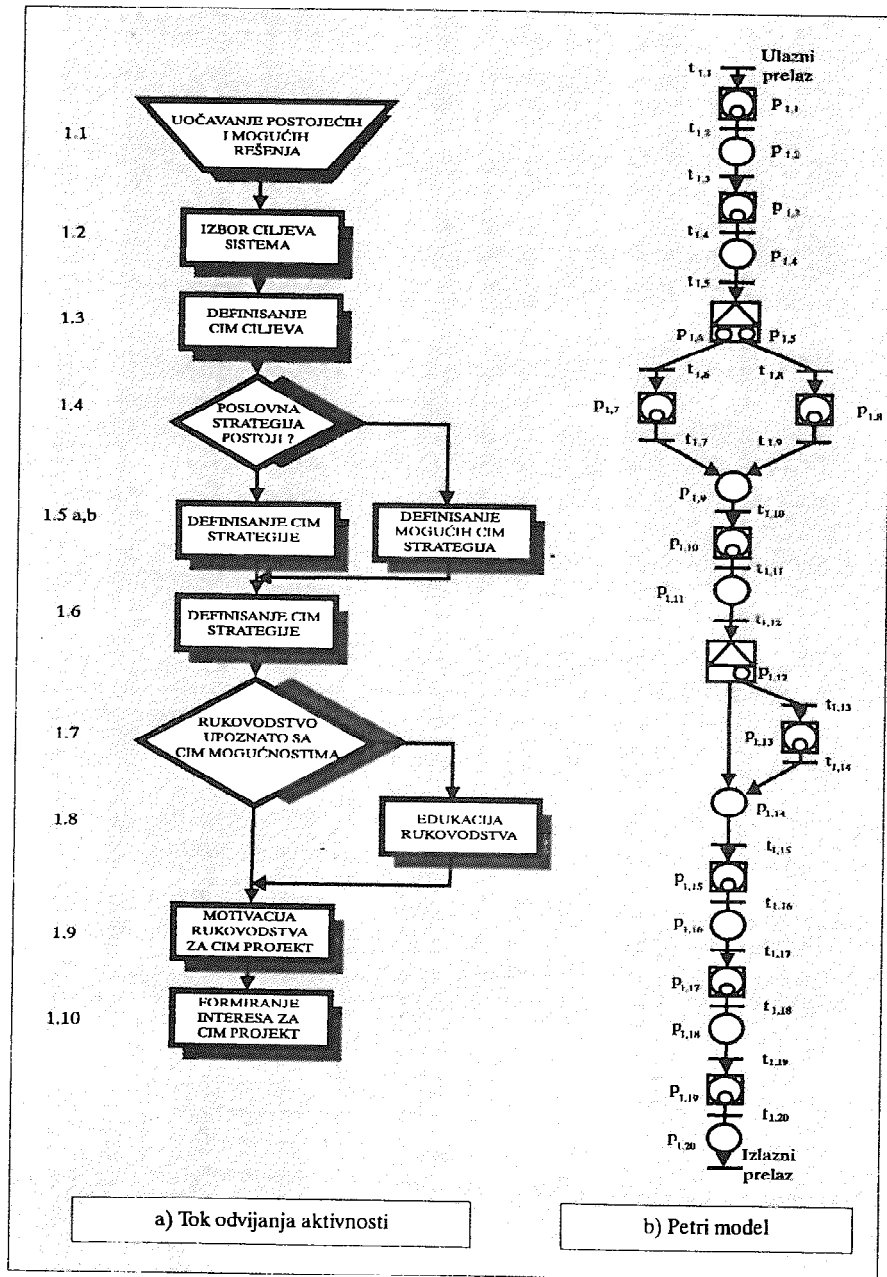 1.1
UOČAVANJE POSTOJEĆIH
I MOGUĆIH
REŠENJA
1.2
IZBOR CILJEVA
SISTEMA
1.3
DEFINISANJE
CIM CILJEVA
1.4
POSLOVNA
STRATEGIJA
POSTOJI ?
1.5 a,b
DEFINISANJE CIM
STRATEGIJE
DEFINISANJE
MOGUĆIH CIM
STRATEGIJA
1.6
DEFINISANJE CIM
STRATEGIJE
1.7
RUKOVODSTVO
UPOZNATO SA
CIM MOGUĆNOSTIMA
1.8
EDUKACIJA
RUKOVODSTVA
1.9
MOTIVACIJA
RUKOVODSTVA
ZA CIM PROJEKT
1.10
FORMIRANJE
INTERESA ZA
CIM PROJEKT
a) Tok odvijanja aktivnosti
Ulazni
prelaz
t1,1
P1,1
t1,2
P1,2
t1,3
P1,3
t1,4
P1,4
t1,5
P1,6
P1,5
t1,6
t1,8
P1,7
P1,8
t1,7
t1,9
P1,9
t1,10
P1,10
t1,11
P1,11
t1,12
P1,12
t1,13
P1,13
t1,14
P1,14
t1,15
P1,15
t1,16
P1,16
t1,17
P1,17
t1,18
P1,18
t1,19
P1,19
t1,20
P1,20
Izlazni
prelaz
b) Petri model